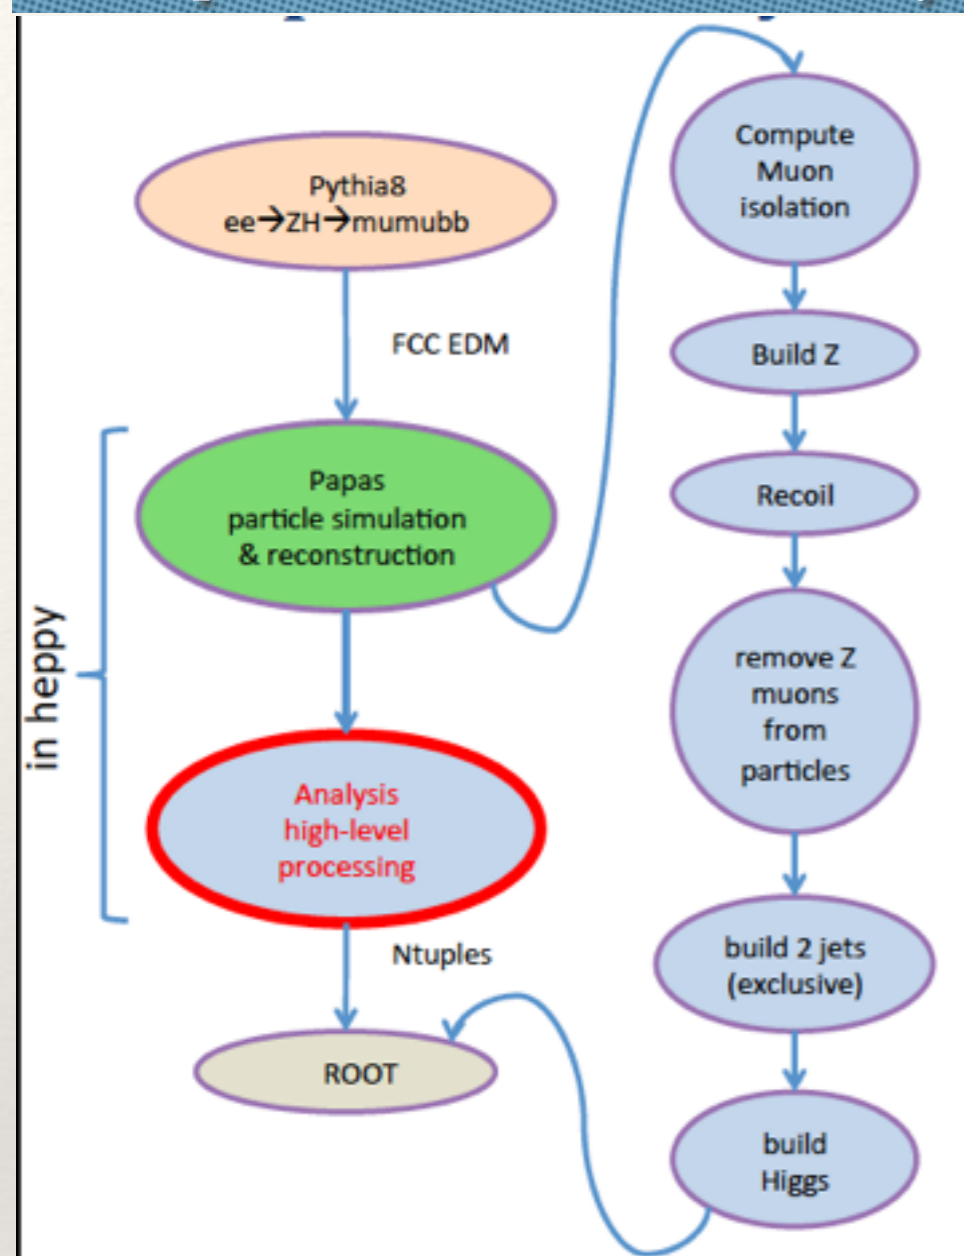 Pythia8
ee→ZH→mumubb
FCC EDM
Papas
particle simulation
& reconstruction
in heppy
Analysis
high-level
processing
Ntuples
ROOT
Compute
Muon
isolation
Build Z
Recoil
remove Z
muons
from
particles
build 2 jets
(exclusive)
build
Higgs